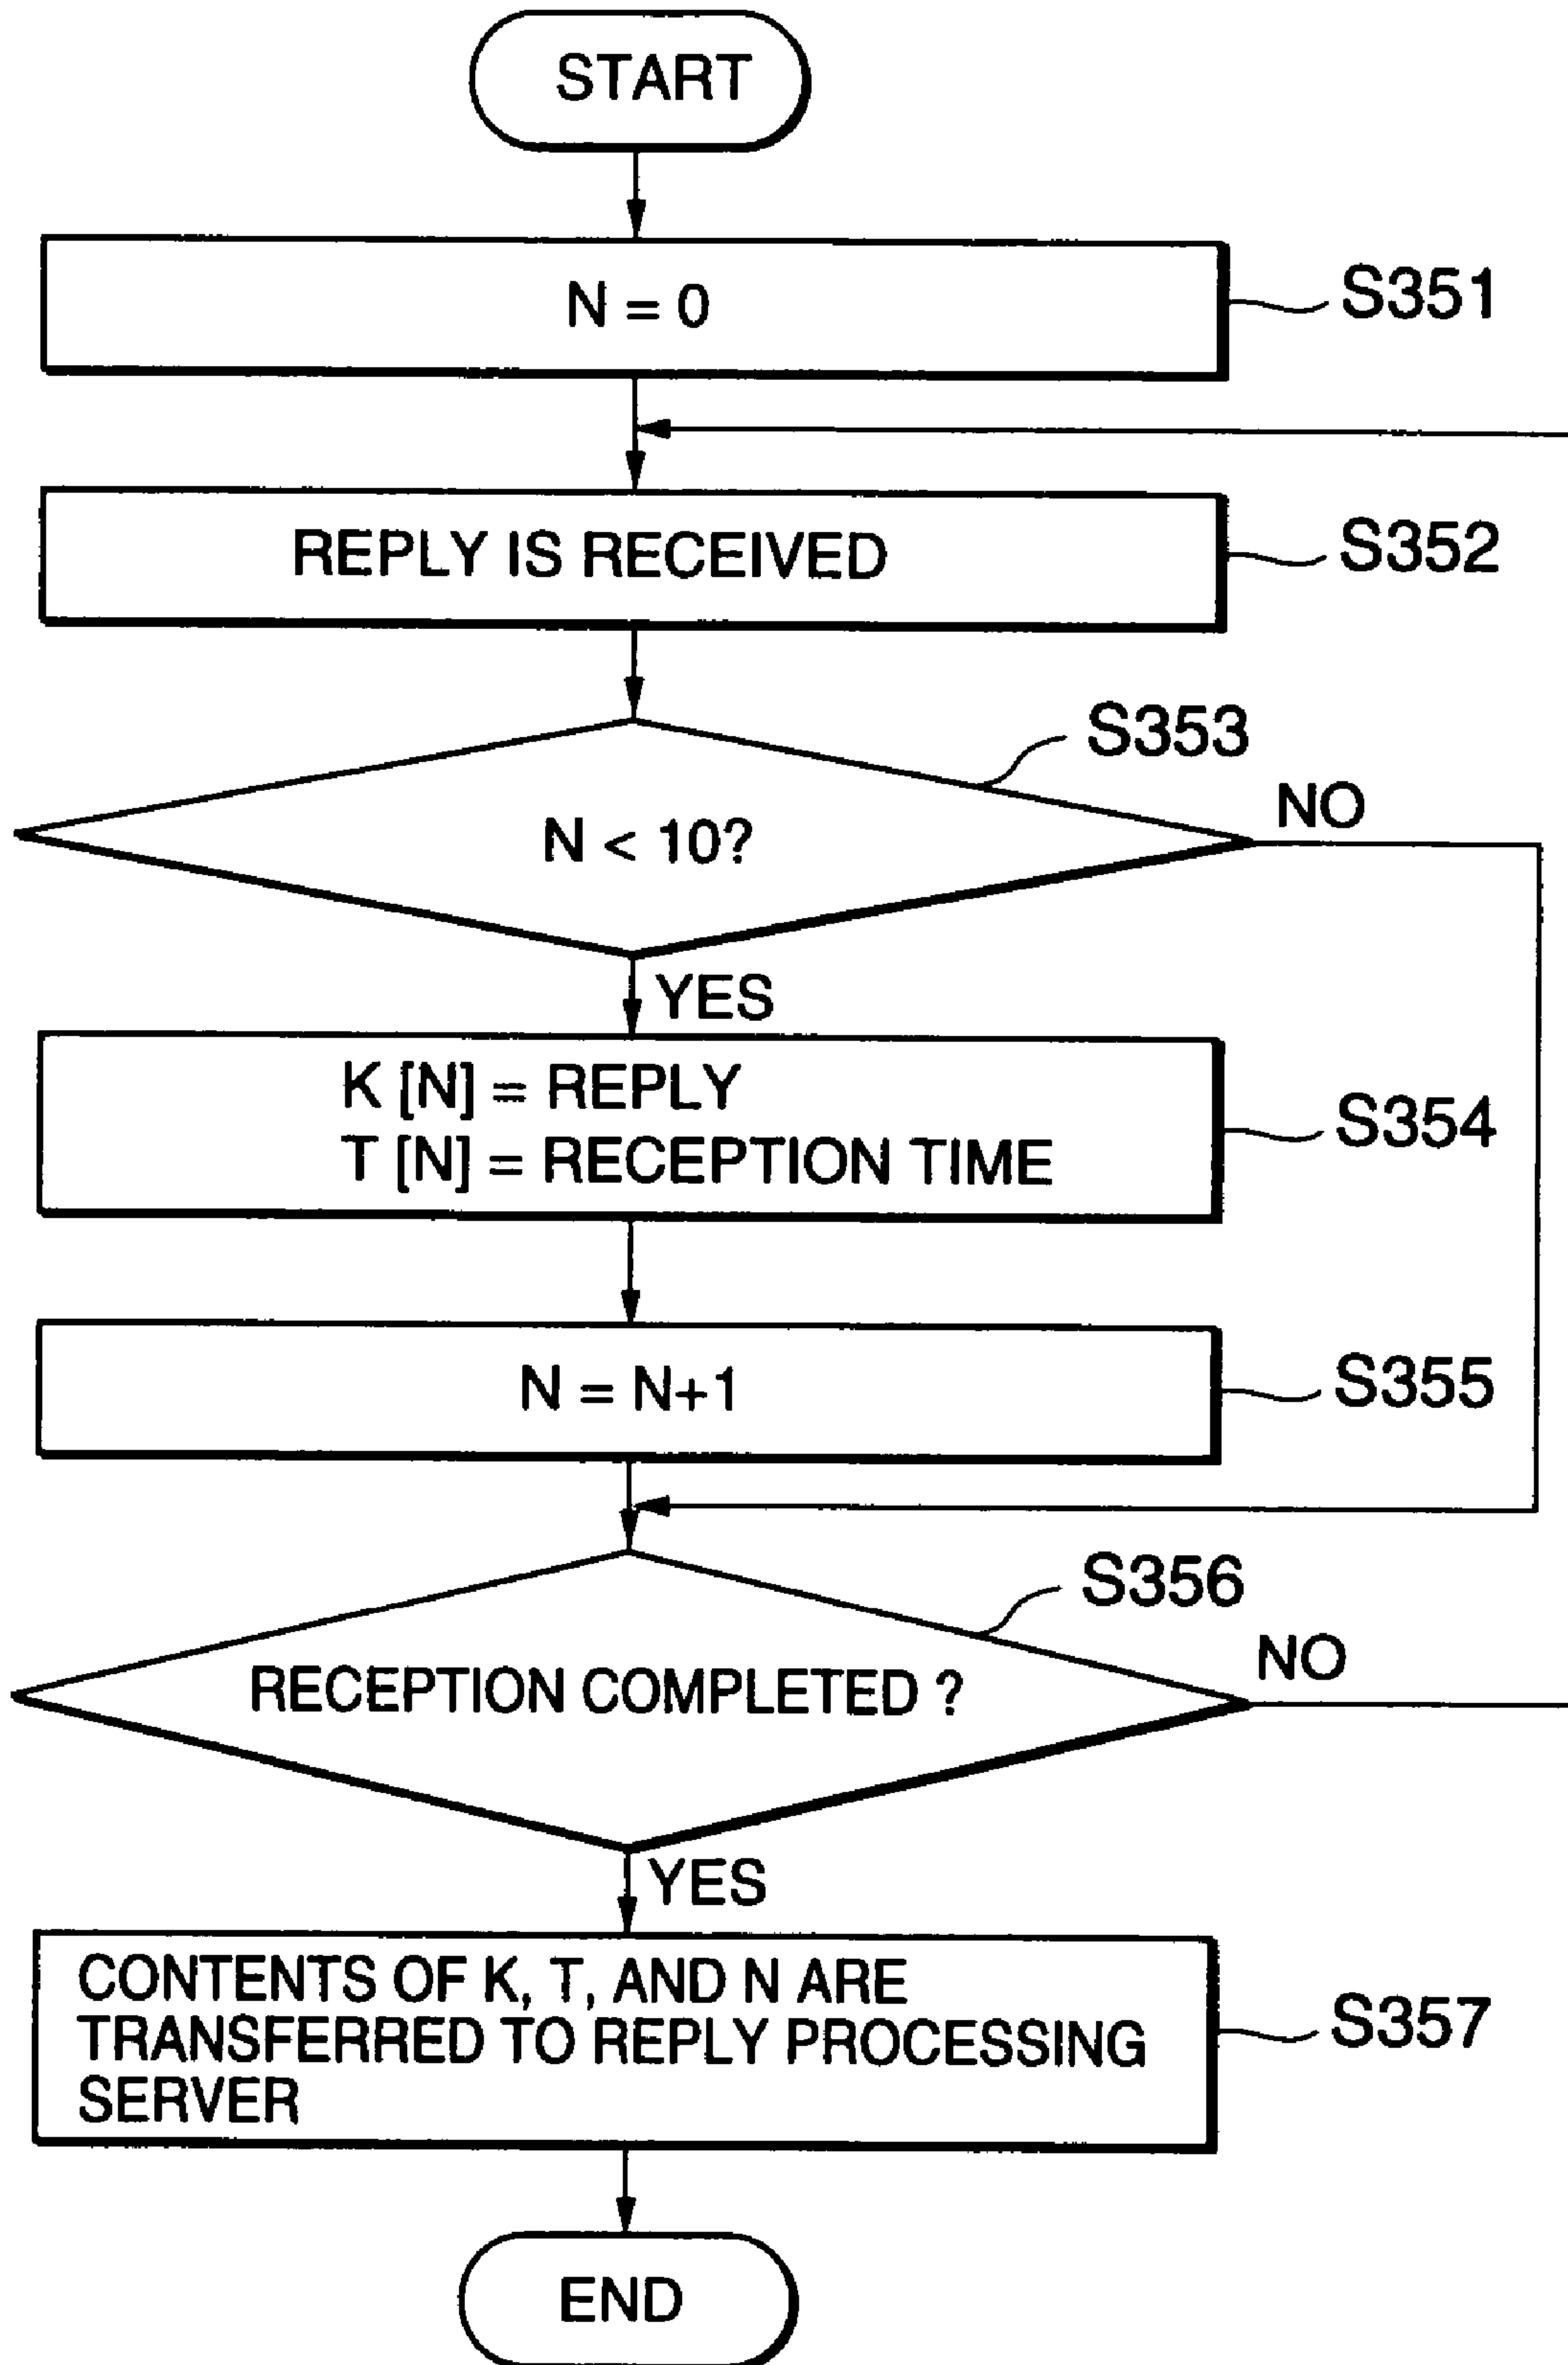 START
N = 0
S351
REPLY IS RECEIVED
S352
S353
N < 10?
NO
YES
K [N] = REPLY
T [N] = RECEPTION TIME
S354
N = N+1
S355
S356
RECEPTION COMPLETED ?
NO
YES
CONTENTS OF K, T, AND N ARE
TRANSFERRED TO REPLY PROCESSING
SERVER
S357
END